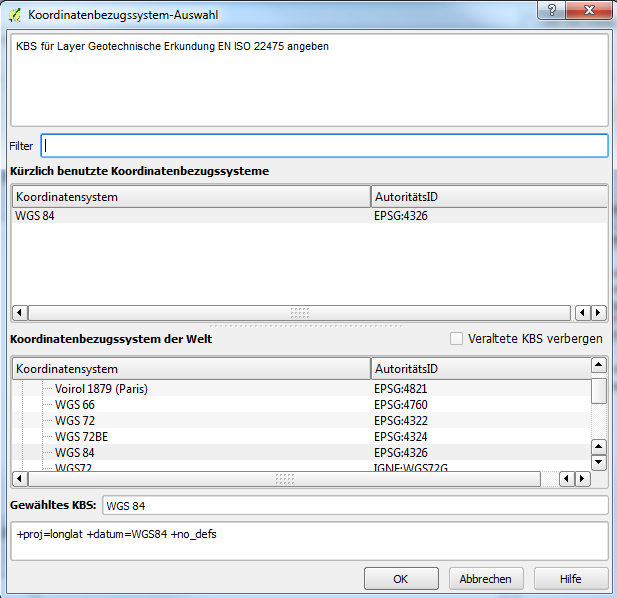 Koordinatenbezugssystem-Auswahl
KBS für Layer Geotechnische Erkundung EN ISO 22475 angeben
Filter
Kürzlich benutzte Koordinatenbezugssysteme
Koordinatensystem AutoritätsID
WGS 84 EPSG:4326
Koordinatenbezugssystem der Welt Veraltete KBS verbergen
Koordinatensystem AutoritätsID
Voirol 1879 (Paris) EPSG:4821
WGS 66 EPSG:4760
WGS 72 EPSG:4322
WGS 72BE EPSG:4324
WGS 84 EPSG:4326
WGS72 IGNF:WGS72G
Gewähltes KBS: WGS 84
+proj=longlat +datum=WGS84 +no_defs
OK Abbrechen Hilfe